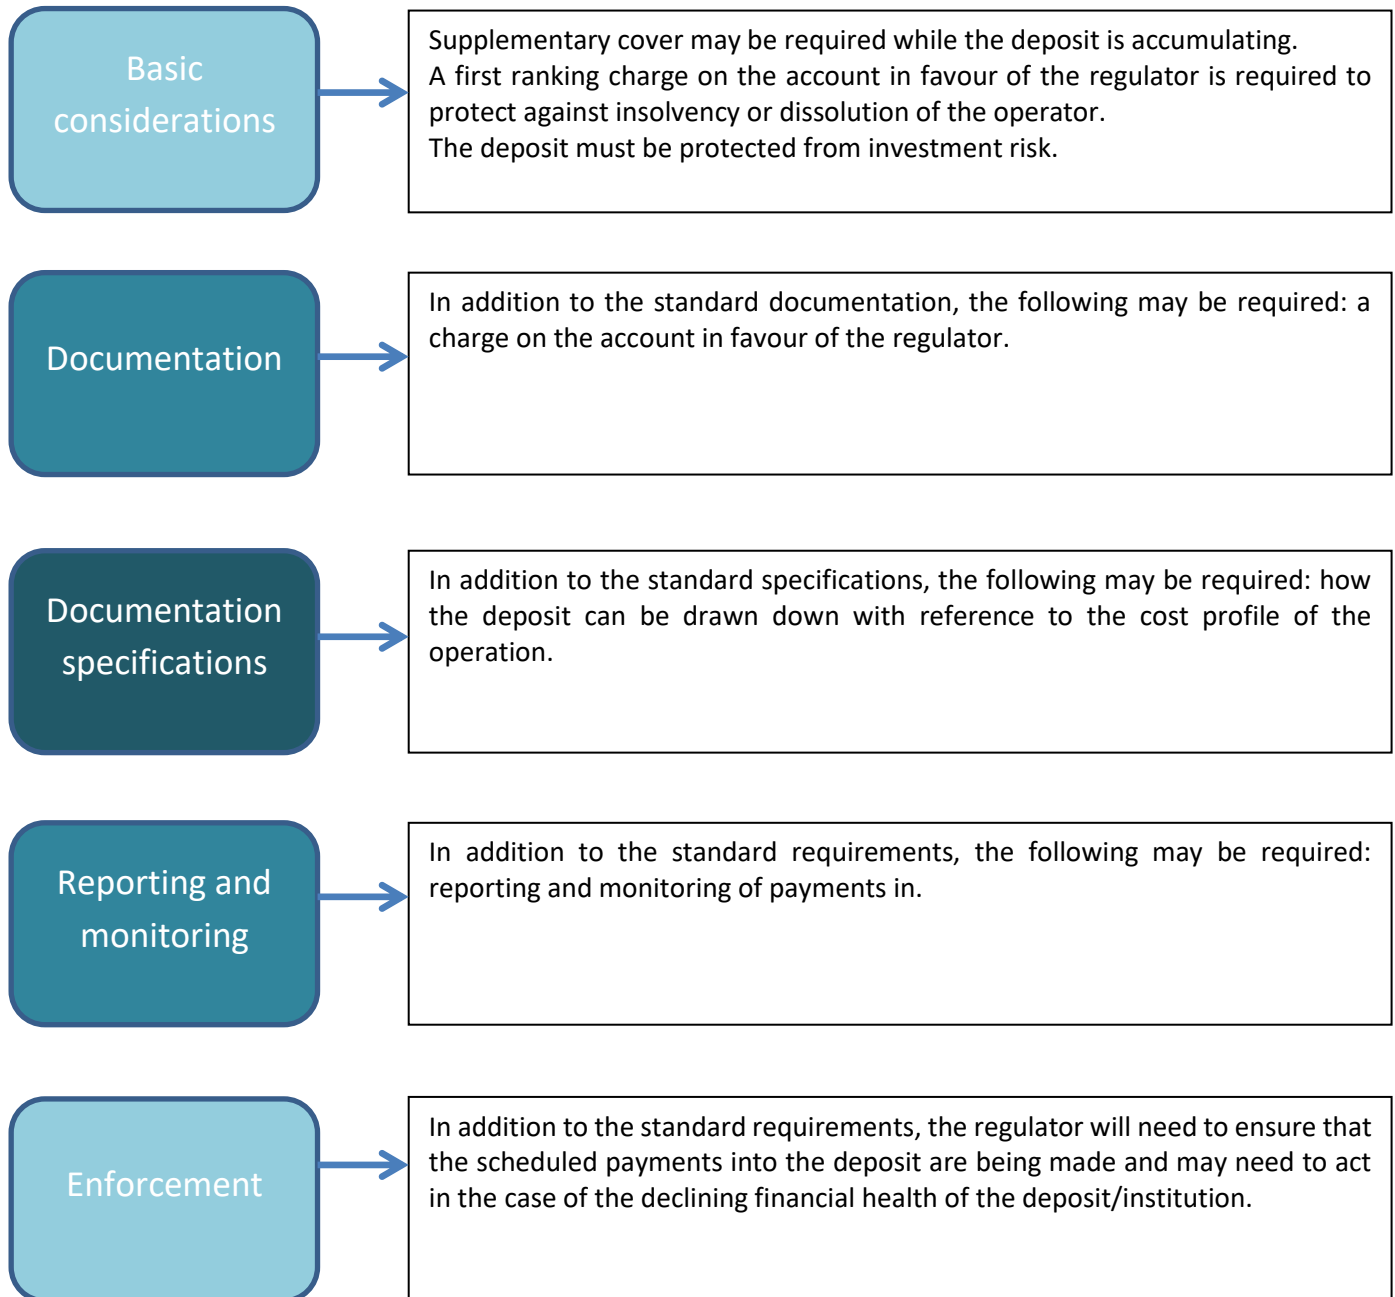 Basic
considerations
Supplementary cover may be required while the deposit is accumulating.
A first ranking charge on the account in favour of the regulator is required to
protect against insolvency or dissolution of the operator.
The deposit must be protected from investment risk.
Documentation
In addition to the standard documentation, the following may be required: a
charge on the account in favour of the regulator.
Documentation
specifications
In addition to the standard specifications, the following may be required: how
the deposit can be drawn down with reference to the cost profile of the
operation.
Reporting and
monitoring
In addition to the standard requirements, the following may be required:
reporting and monitoring of payments in.
Enforcement
In addition to the standard requirements, the regulator will need to ensure that
the scheduled payments into the deposit are being made and may need to act
in the case of the declining financial health of the deposit/institution.